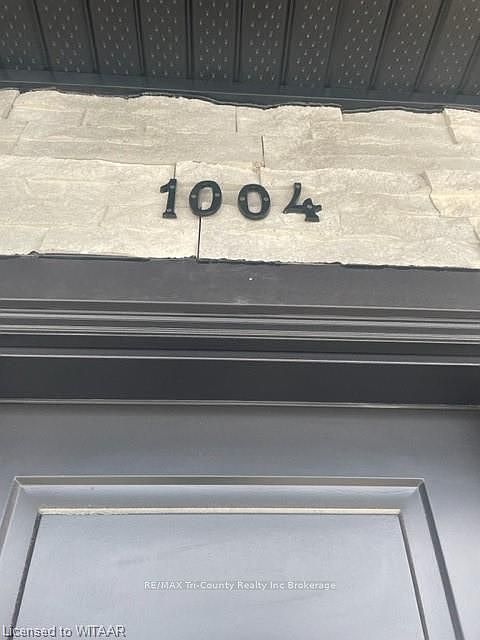 1004
RE/MAX Tri-County Realty Inc Brokerage
Licensed to WITAAR